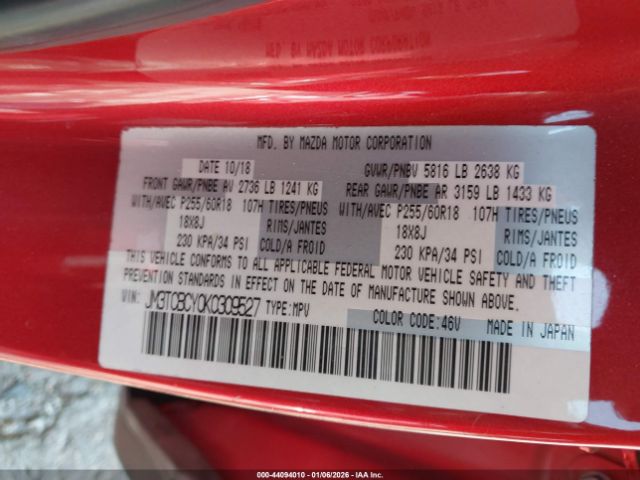 MFD. BY MAZDA MOTOR CORPORATION
DATE 10/18 GVWR/PNBV 5816 LB 2638 KG
FRONT GAWR/PNBE AV 2736 LB 1241 KG REAR GAWR/PNBE AR 3159 LB 1433 KG
WITH/AVEC P255/60R18 107H TIRES/PNEUS WITH/AVEC P255/60R18 107H TIRES/PNEUS
18X8J RIMS/JANTES 18X8J RIMS/JANTES
230 KPA/34 PSI COLD/A FROID 230 KPA/34 PSI COLD/A FROID
THIS VEHICLE CONFORMS TO ALL APPLICABLE FEDERAL MOTOR VEHICLE SAFETY AND THEFT
PREVENTION STANDARDS IN EFFECT ON THE DATE OF MANUFACTURE SHOWN ABOVE.
VIN: JM3TCBCY0K0309527 TYPE:MPV COLOR CODE:46V MADE IN JAPAN
000-44094010 | 01/06/2026 - IAA Inc.